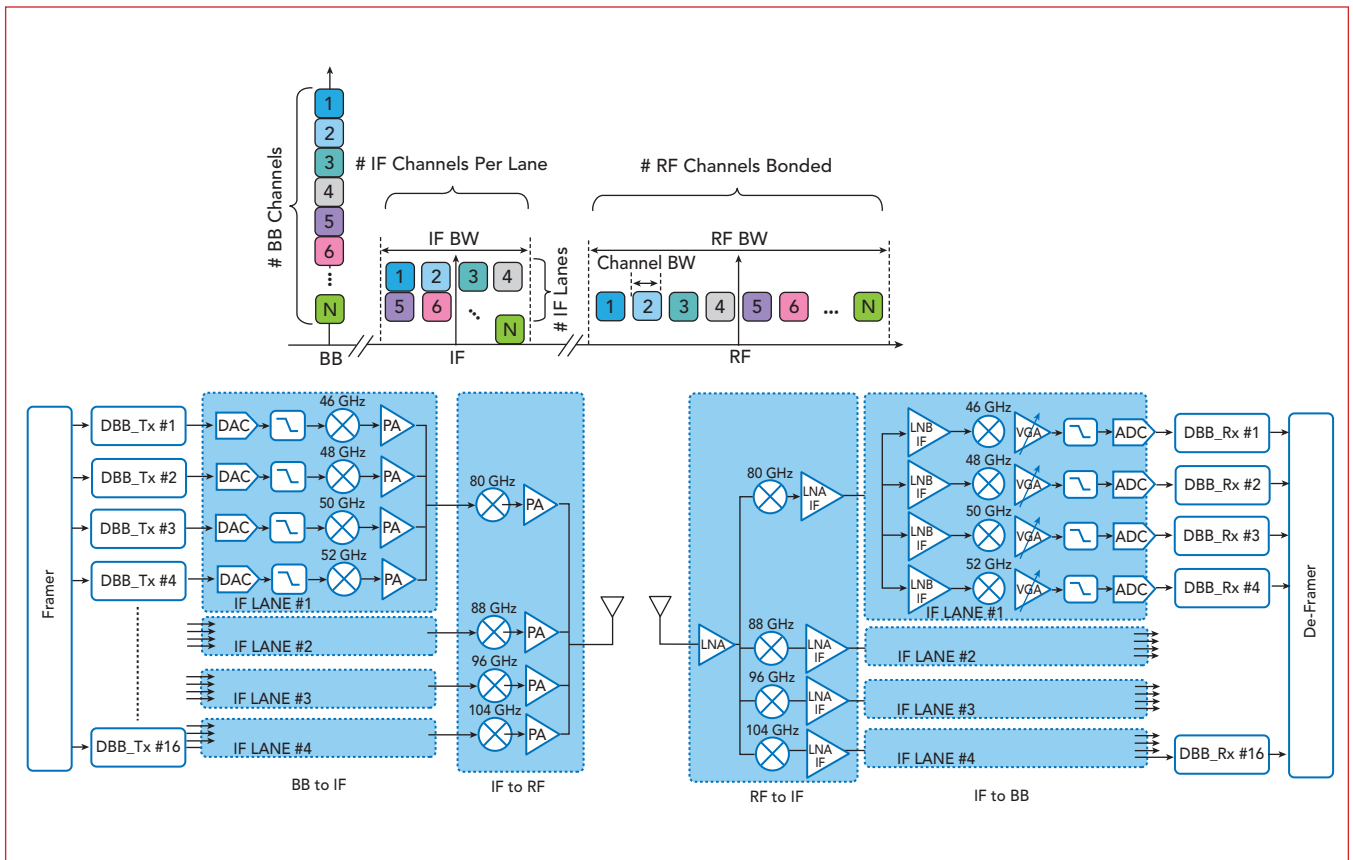 # BB Channels
1
2
3
4
5
6
...
N
BB
# IF Channels Per Lane
IF BW
1 2 3 4
5 6 ... N
# IF Lanes
IF
# RF Channels Bonded
RF BW
Channel BW
1 2 3 4 5 6 ... N
RF
Framer
DBB_Tx #1
DBB_Tx #2
DBB_Tx #3
DBB_Tx #4
DBB_Tx #16
46 GHz
DAC PA
48 GHz
DAC PA
50 GHz
DAC PA
52 GHz
DAC PA
IF LANE #1
IF LANE #2
IF LANE #3
IF LANE #4
BB to IF
80 GHz
PA
88 GHz
PA
96 GHz
PA
104 GHz
PA
IF to RF
LNA
80 GHz
LNA
IF
88 GHz
LNA
IF
96 GHz
LNA
IF
104 GHz
LNA
IF
RF to IF
46 GHz
LNB
IF
VGA
ADC
48 GHz
LNB
IF
VGA
ADC
50 GHz
LNB
IF
VGA
ADC
52 GHz
LNB
IF
VGA
ADC
IF LANE #1
IF LANE #2
IF LANE #3
IF LANE #4
IF to BB
DBB_Rx #1
DBB_Rx #2
DBB_Rx #3
DBB_Rx #4
DBB_Rx #16
De-Framer